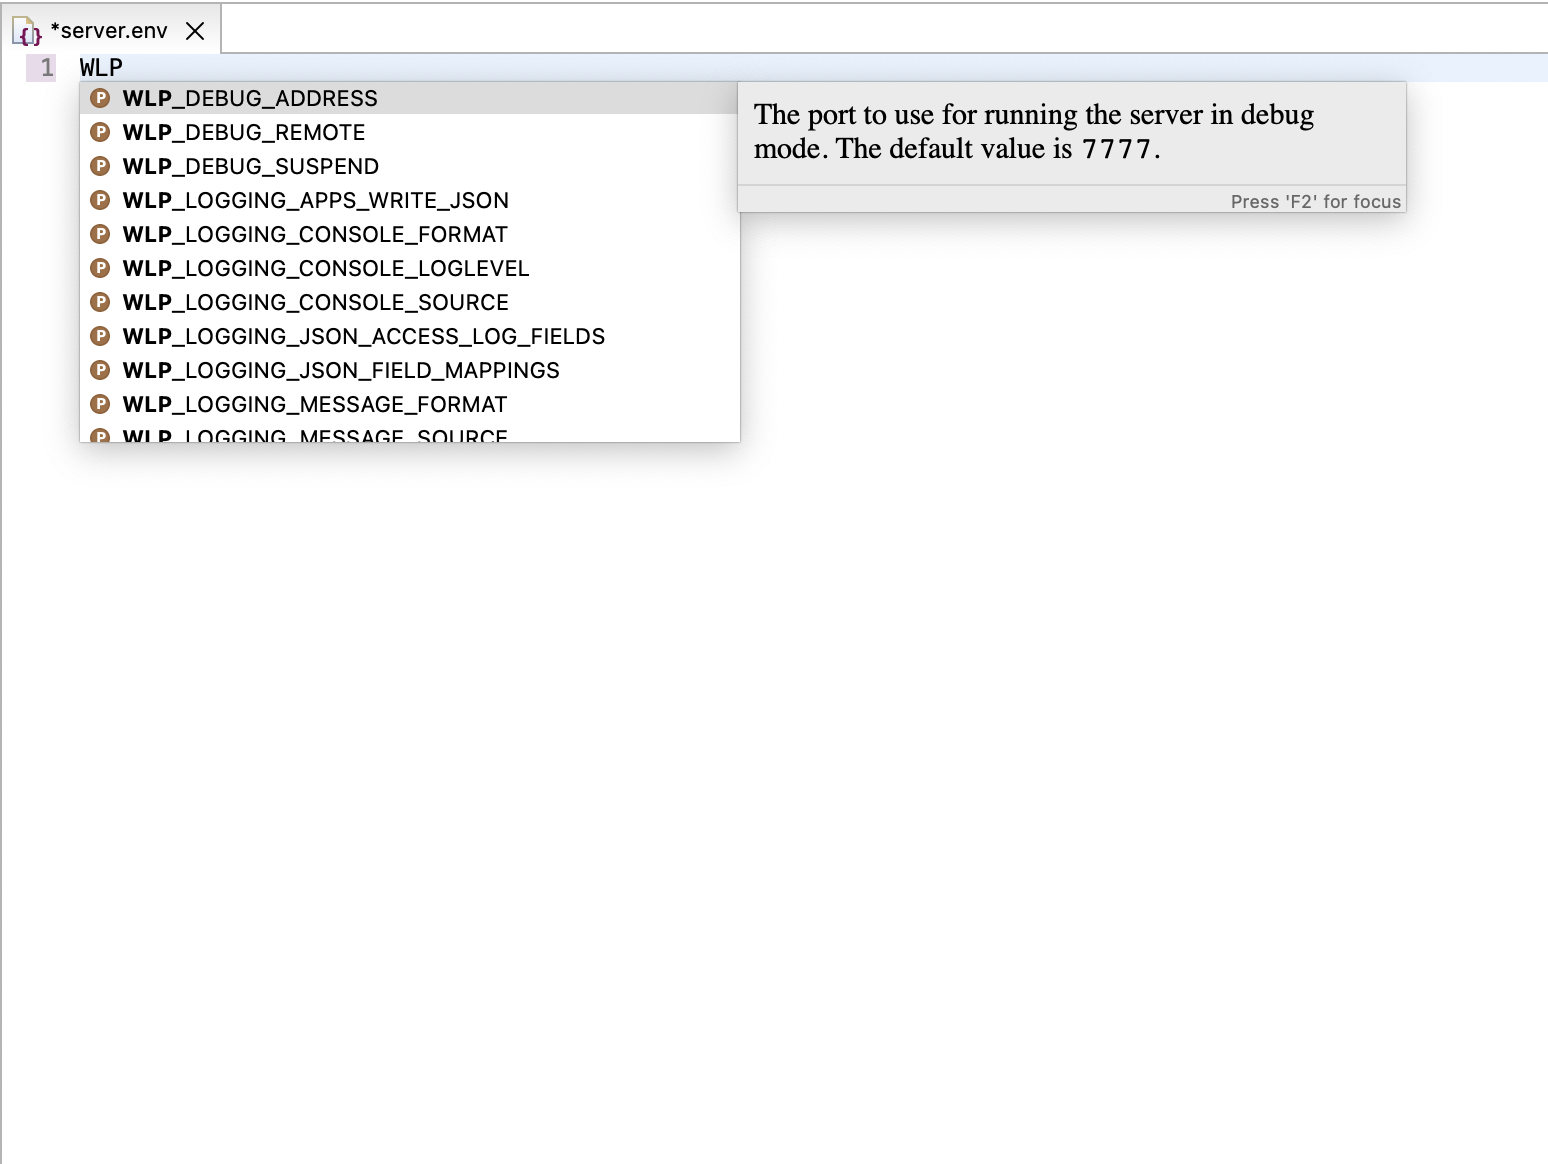 *server.env
1 WLP
WLP_DEBUG_ADDRESS
WLP_DEBUG_REMOTE
WLP_DEBUG_SUSPEND
WLP_LOGGING_APPS_WRITE_JSON
WLP_LOGGING_CONSOLE_FORMAT
WLP_LOGGING_CONSOLE_LOGLEVEL
WLP_LOGGING_CONSOLE_SOURCE
WLP_LOGGING_JSON_ACCESS_LOG_FIELDS
WLP_LOGGING_JSON_FIELD_MAPPINGS
WLP_LOGGING_MESSAGE_FORMAT
WLP_LOGGING_MESSAGE_SOURCE
The port to use for running the server in debug
mode. The default value is 7777.
Press 'F2' for focus